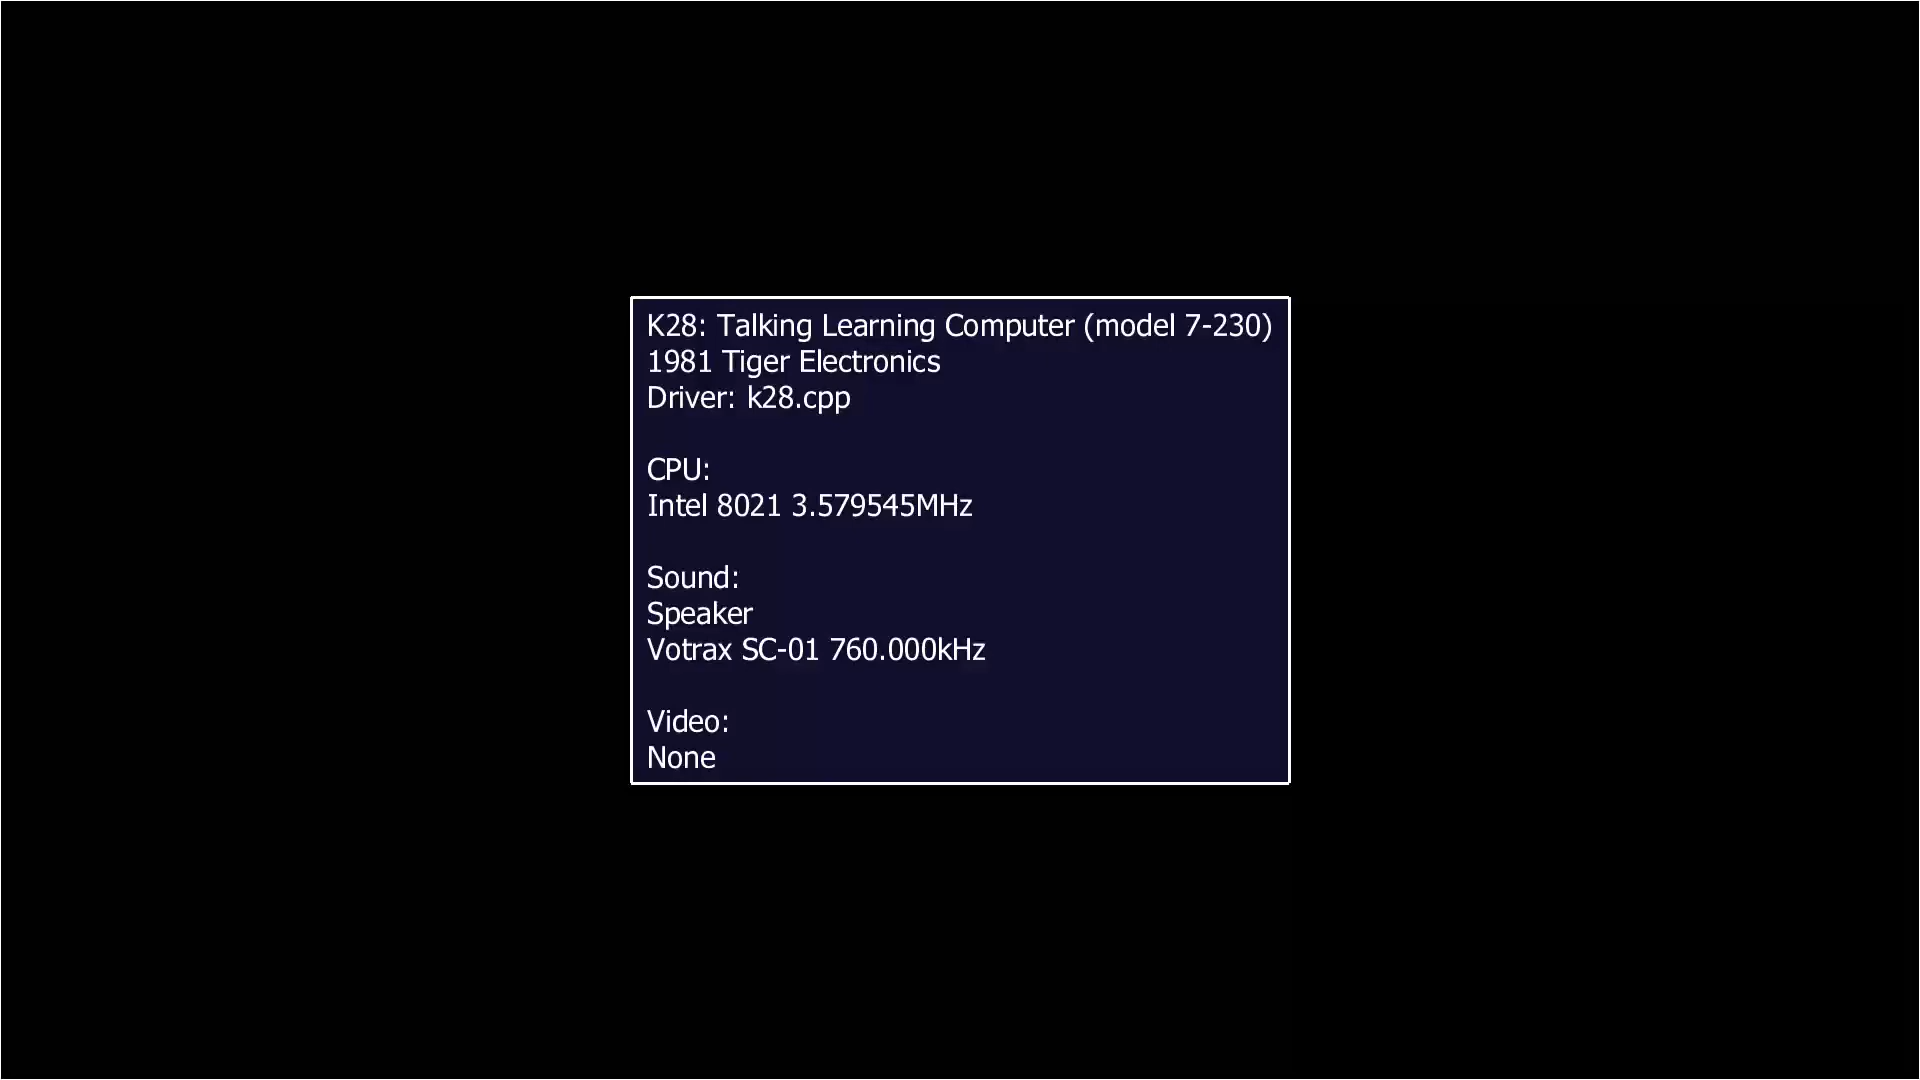 K28: Talking Learning Computer (model 7-230)
1981 Tiger Electronics
Driver: k28.cpp
CPU:
Intel 8021 3.579545MHz
Sound:
Speaker
Votrax SC-01 760.000kHz
Video:
None